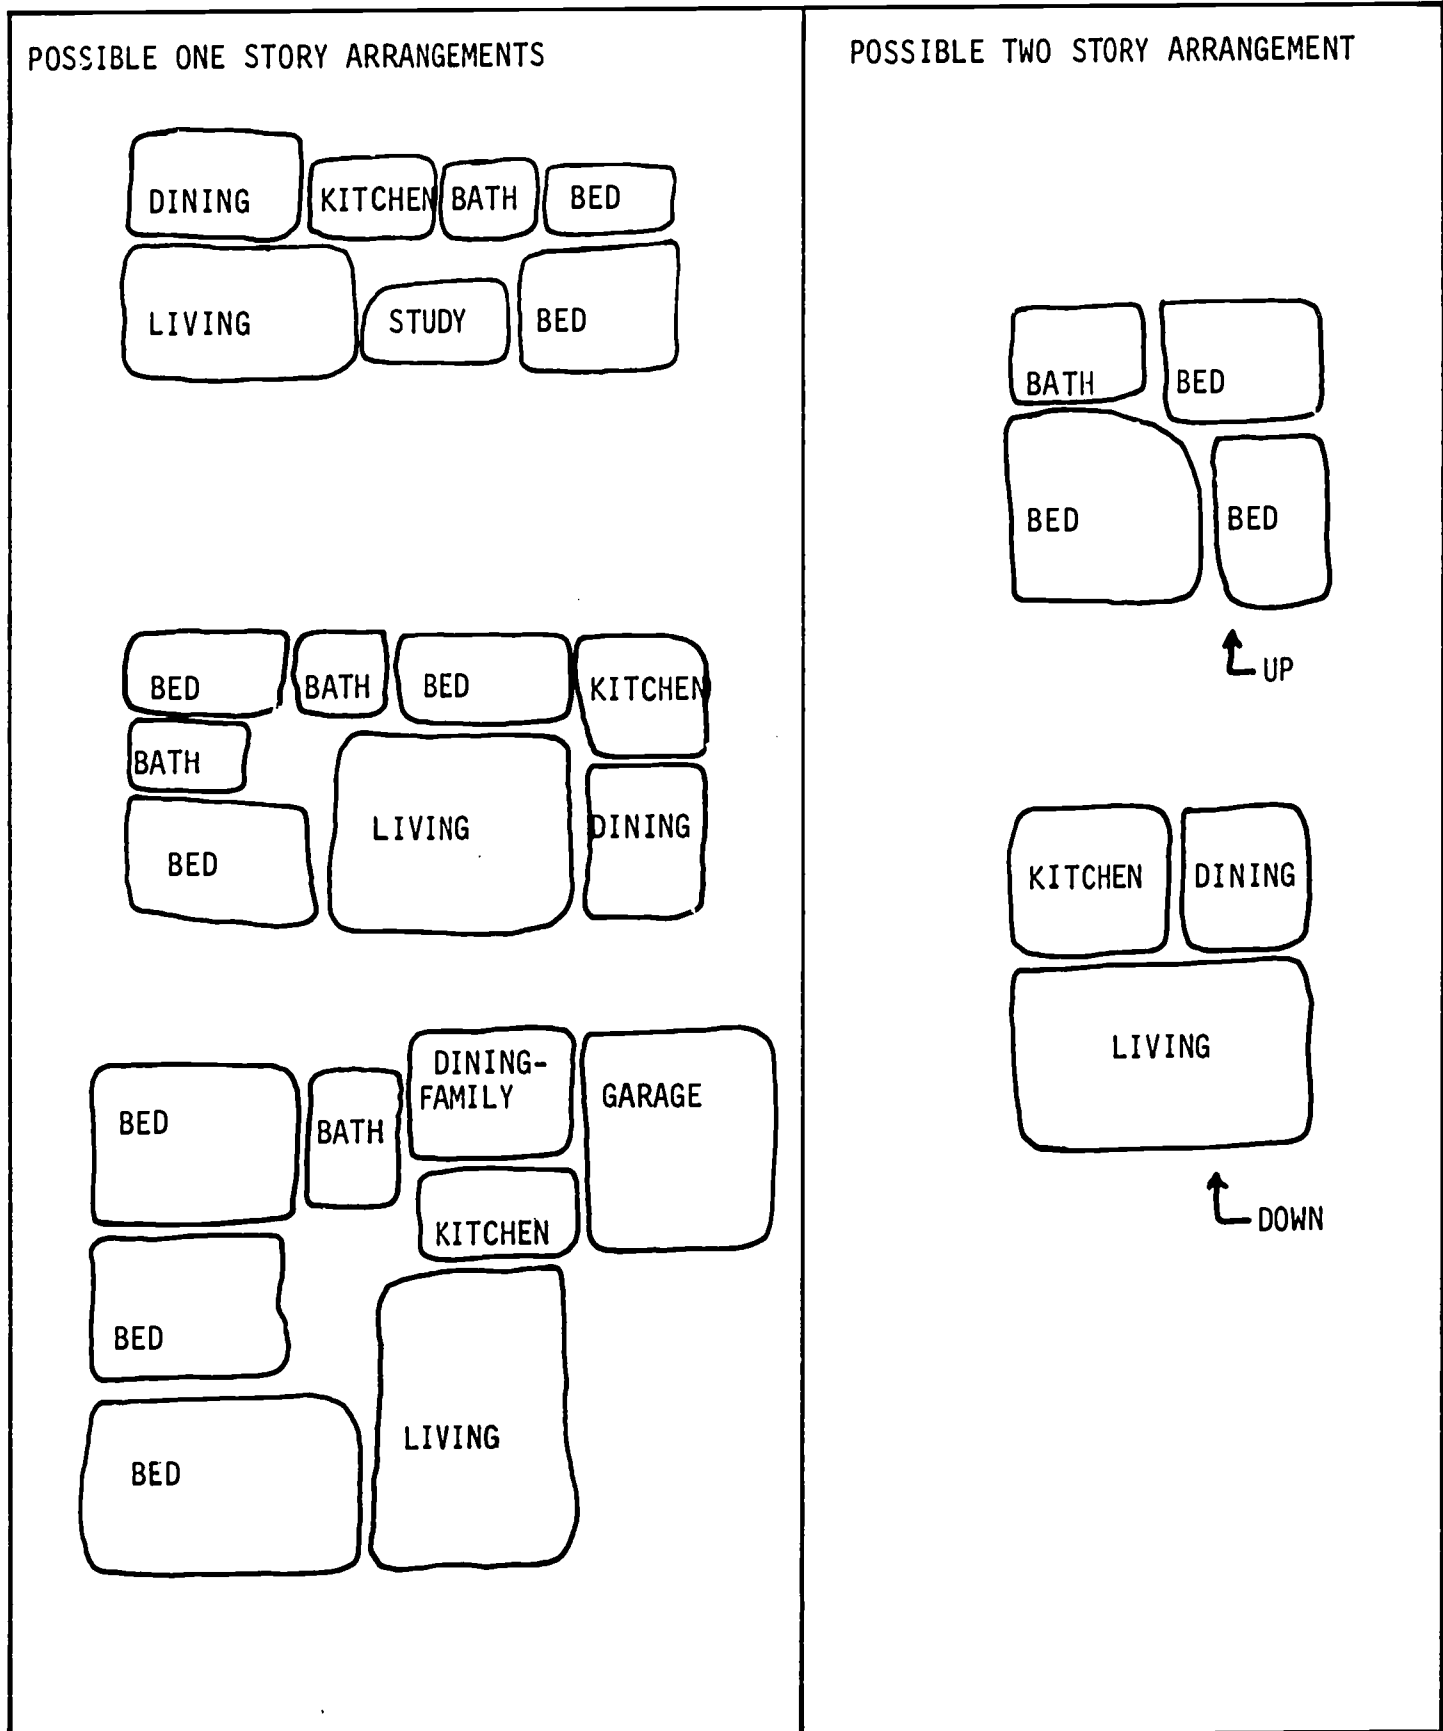 POSSIBLE ONE STORY ARRANGEMENTS
DINING KITCHEN BATH BED
LIVING STUDY BED
BED BATH BED KITCHEN
BATH
LIVING DINING
BED
DINING-
FAMILY
GARAGE
BED BATH
KITCHEN
BED
LIVING
BED
POSSIBLE TWO STORY ARRANGEMENT
BATH BED
BED BED
UP
KITCHEN DINING
LIVING
DOWN